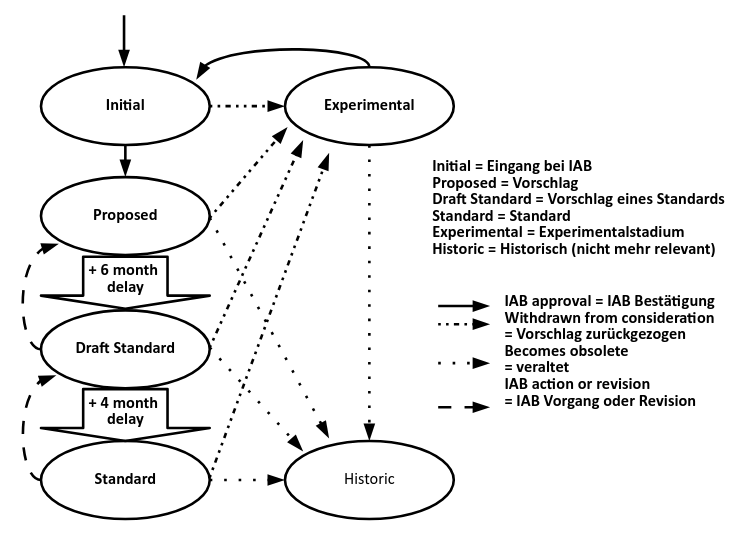 Initial
Experimental
Proposed
+ 6 month
delay
Draft Standard
+ 4 month
delay
Standard
Historic
Initial = Eingang bei IAB
Proposed = Vorschlag
Draft Standard = Vorschlag eines Standards
Standard = Standard
Experimental = Experimentalstadium
Historic = Historisch (nicht mehr relevant)
IAB approval = IAB Bestätigung
Withdrawn from consideration
= Vorschlag zurückgezogen
Becomes obsolete
= veraltet
IAB action or revision
= IAB Vorgang oder Revision